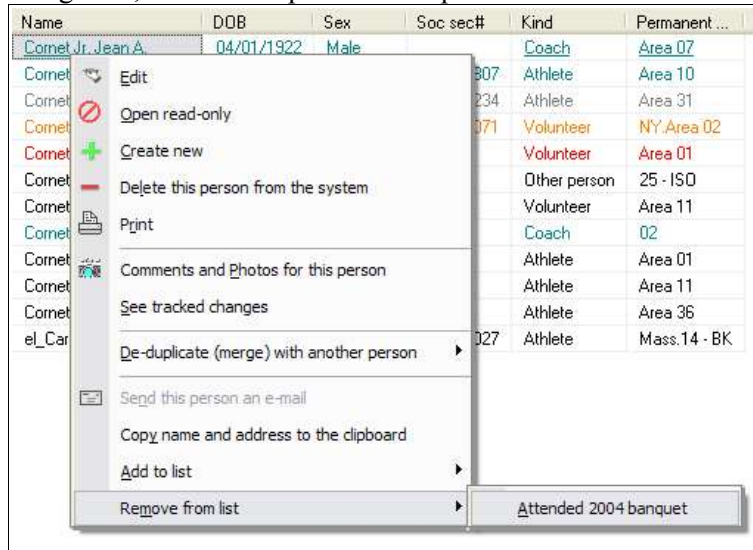 Name DOB Sex Soc sec# Kind Permanent ...
Cornet Jr. Jean A. 04/01/1922 Male Coach Area 07
Cornet 307 Athlete Area 10
Cornet 234 Athlete Area 31
Cornet 071 Volunteer NY.Area 02
Cornet Volunteer Area 01
Cornet Other person 25 - ISO
Cornet Volunteer Area 11
Cornet Coach 02
Cornet Athlete Area 01
Cornet Athlete Area 11
Cornet Athlete Area 36
el_Car 027 Athlete Mass.14 - BK
Edit
Open read-only
Create new
Delete this person from the system
Print
Comments and Photos for this person
See tracked changes
De-duplicate (merge) with another person
Send this person an e-mail
Copy name and address to the clipboard
Add to list
Remove from list
Attended 2004 banquet